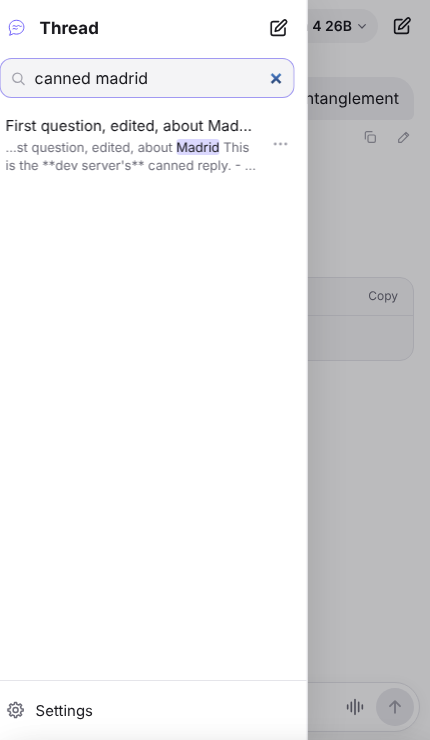 Thread
4 26B
canned madrid
First question, edited, about Mad...
...st question, edited, about Madrid This
is the **dev server's** canned reply. - ...
ntanglement
Copy
Settings